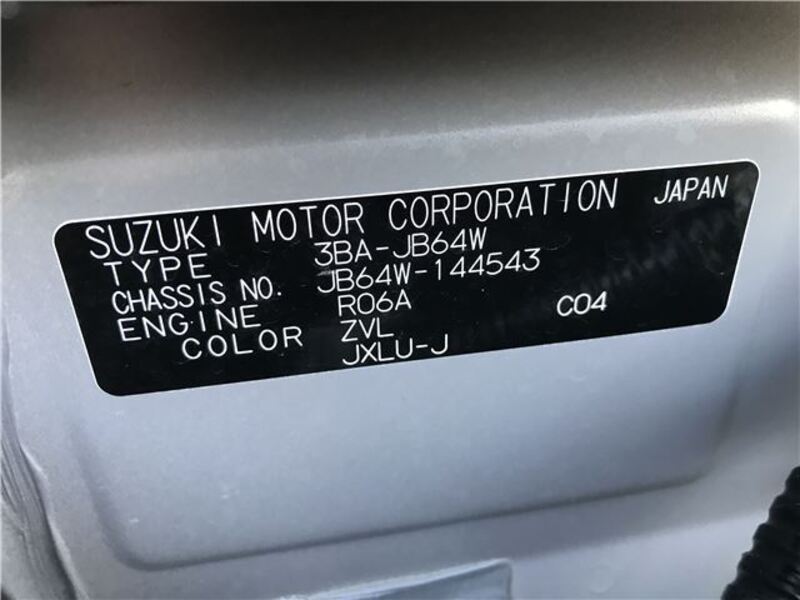 SUZUKI MOTOR CORPORATION JAPAN
TYPE 3BA-JB64W
CHASSIS NO. JB64W-144543
ENGINE R06A C04
COLOR ZVL
JXLU-J